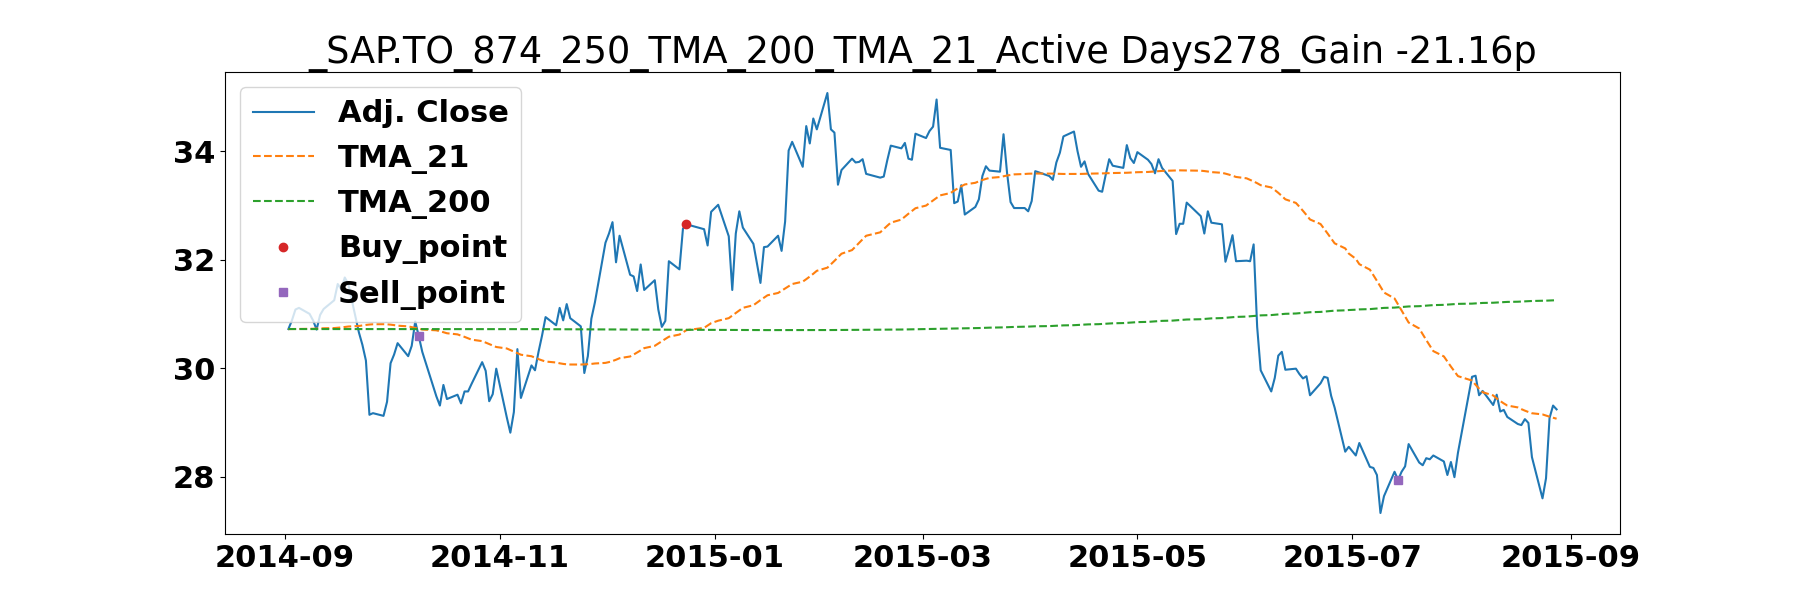 _SAP.TO_874_250_TMA_200_TMA_21_Active Days278_Gain -21.16p
Adj. Close
TMA_21
TMA_200
Buy_point
Sell_point
34
32
30
28
2014-09 2014-11 2015-01 2015-03 2015-05 2015-07 2015-09